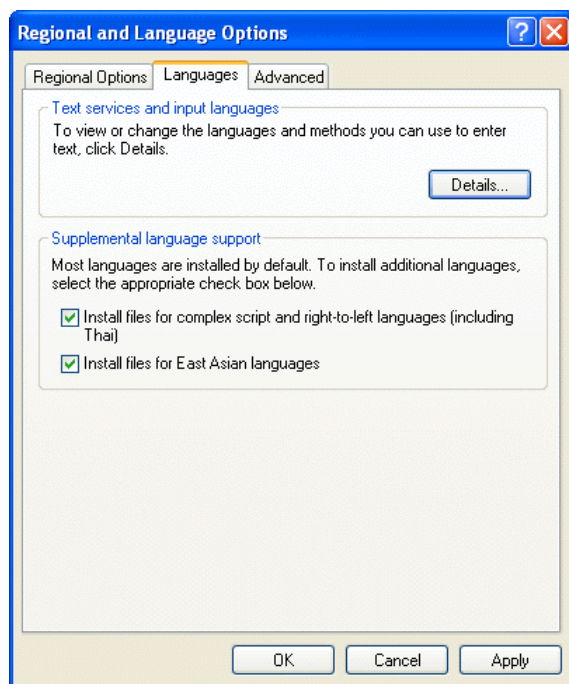 Regional and Language Options
Regional Options
Languages
Advanced
Text services and input languages
To view or change the languages and methods you can use to enter
text, click Details.
Details...
Supplemental language support
Most languages are installed by default. To install additional languages,
select the appropriate check box below.
Install files for complex script and right-to-left languages (including
Thai)
Install files for East Asian languages
OK
Cancel
Apply